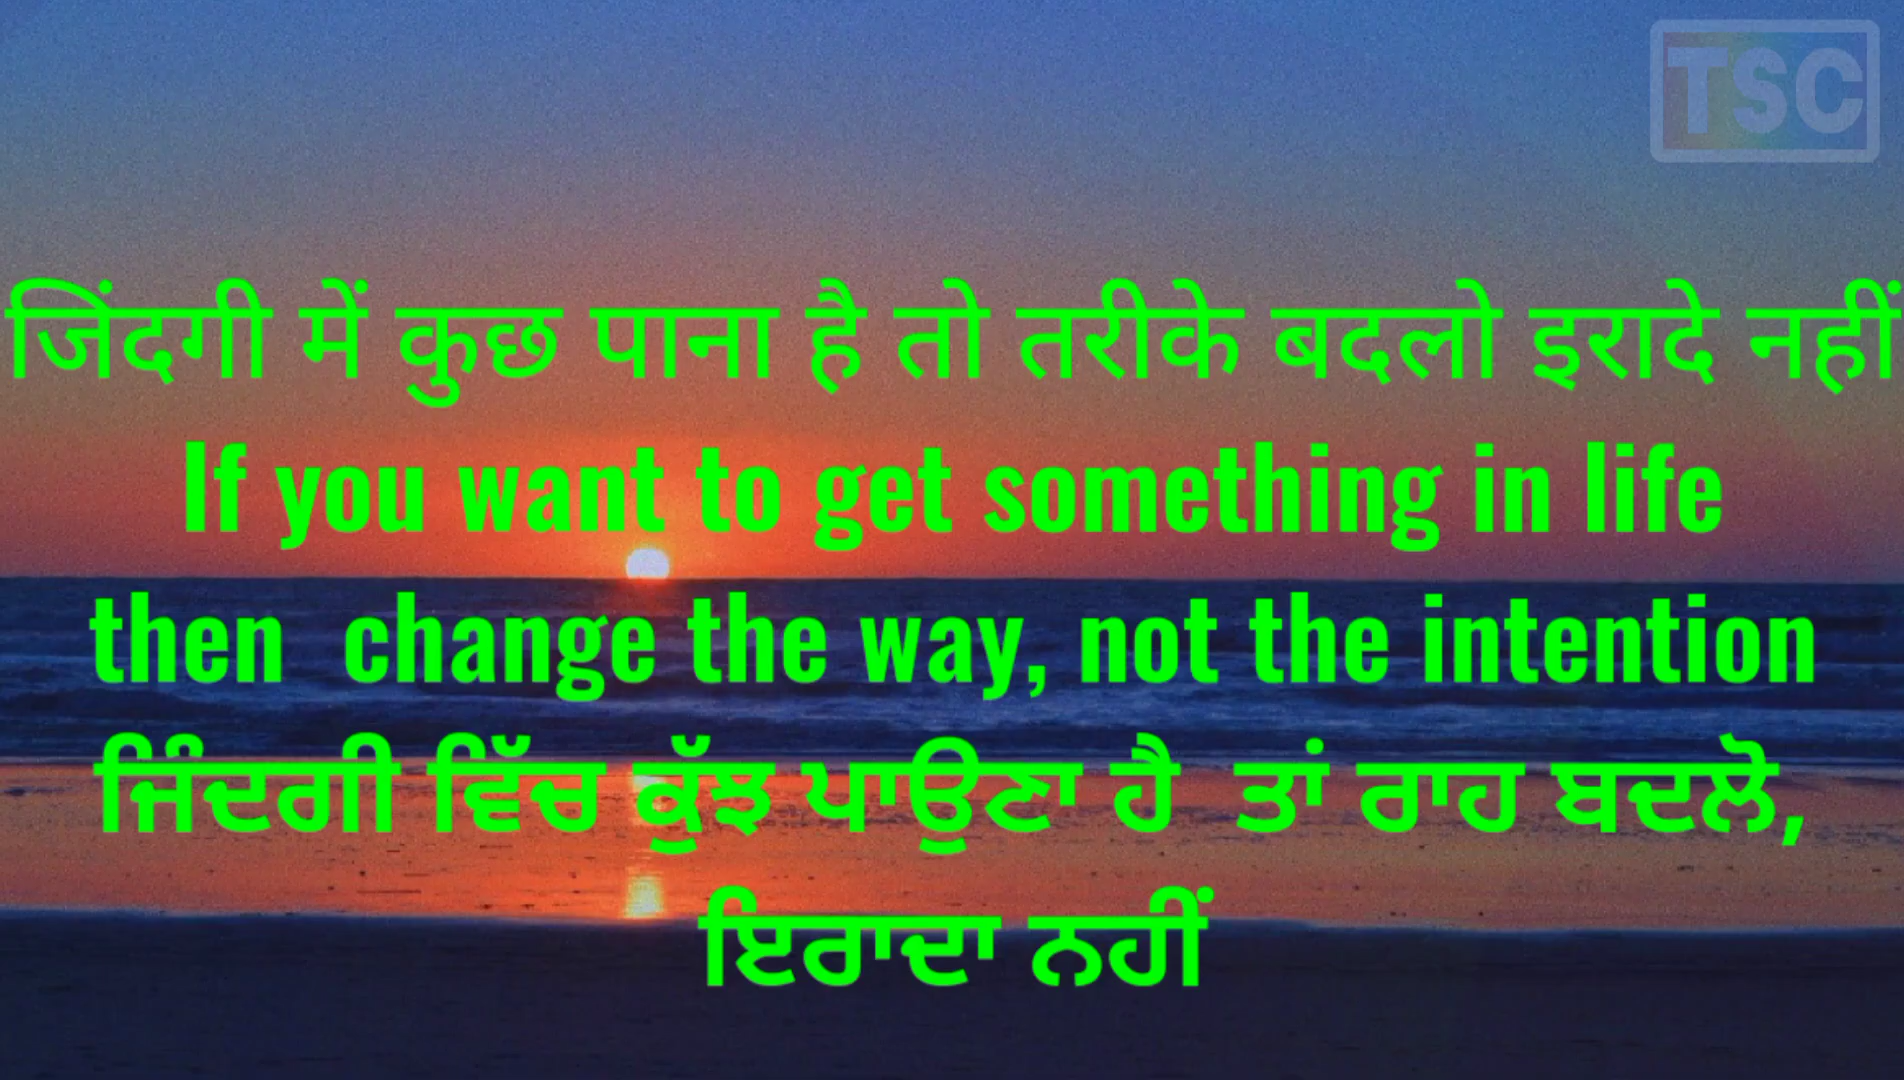 TSC
जिंदगी में कुछ पाना है तो तरीके बदलो इरादे नहीं
If you want to get something in life
then  change the way, not the intention
ਜਿੰਦਗੀ ਵਿੱਚ ਕੁੱਝ ਪਾਉਣਾ ਹੈ  ਤਾਂ ਰਾਹ ਬਦਲੋ,
ਇਰਾਦਾ ਨਹੀਂ